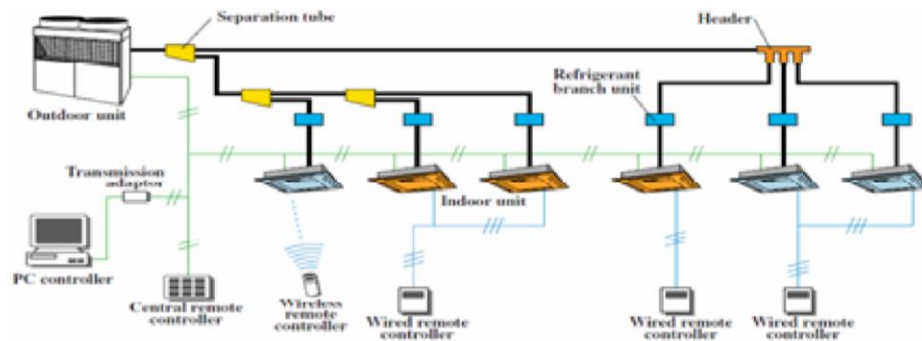 Separation tube
Header
Refrigerant
branch unit
Outdoor unit
Transmission
adaptor
Indoor unit
PC controller
Central remote
controller
Wireless
remote
controller
Wired remote
controller
Wired remote
controller
Wired remote
controller